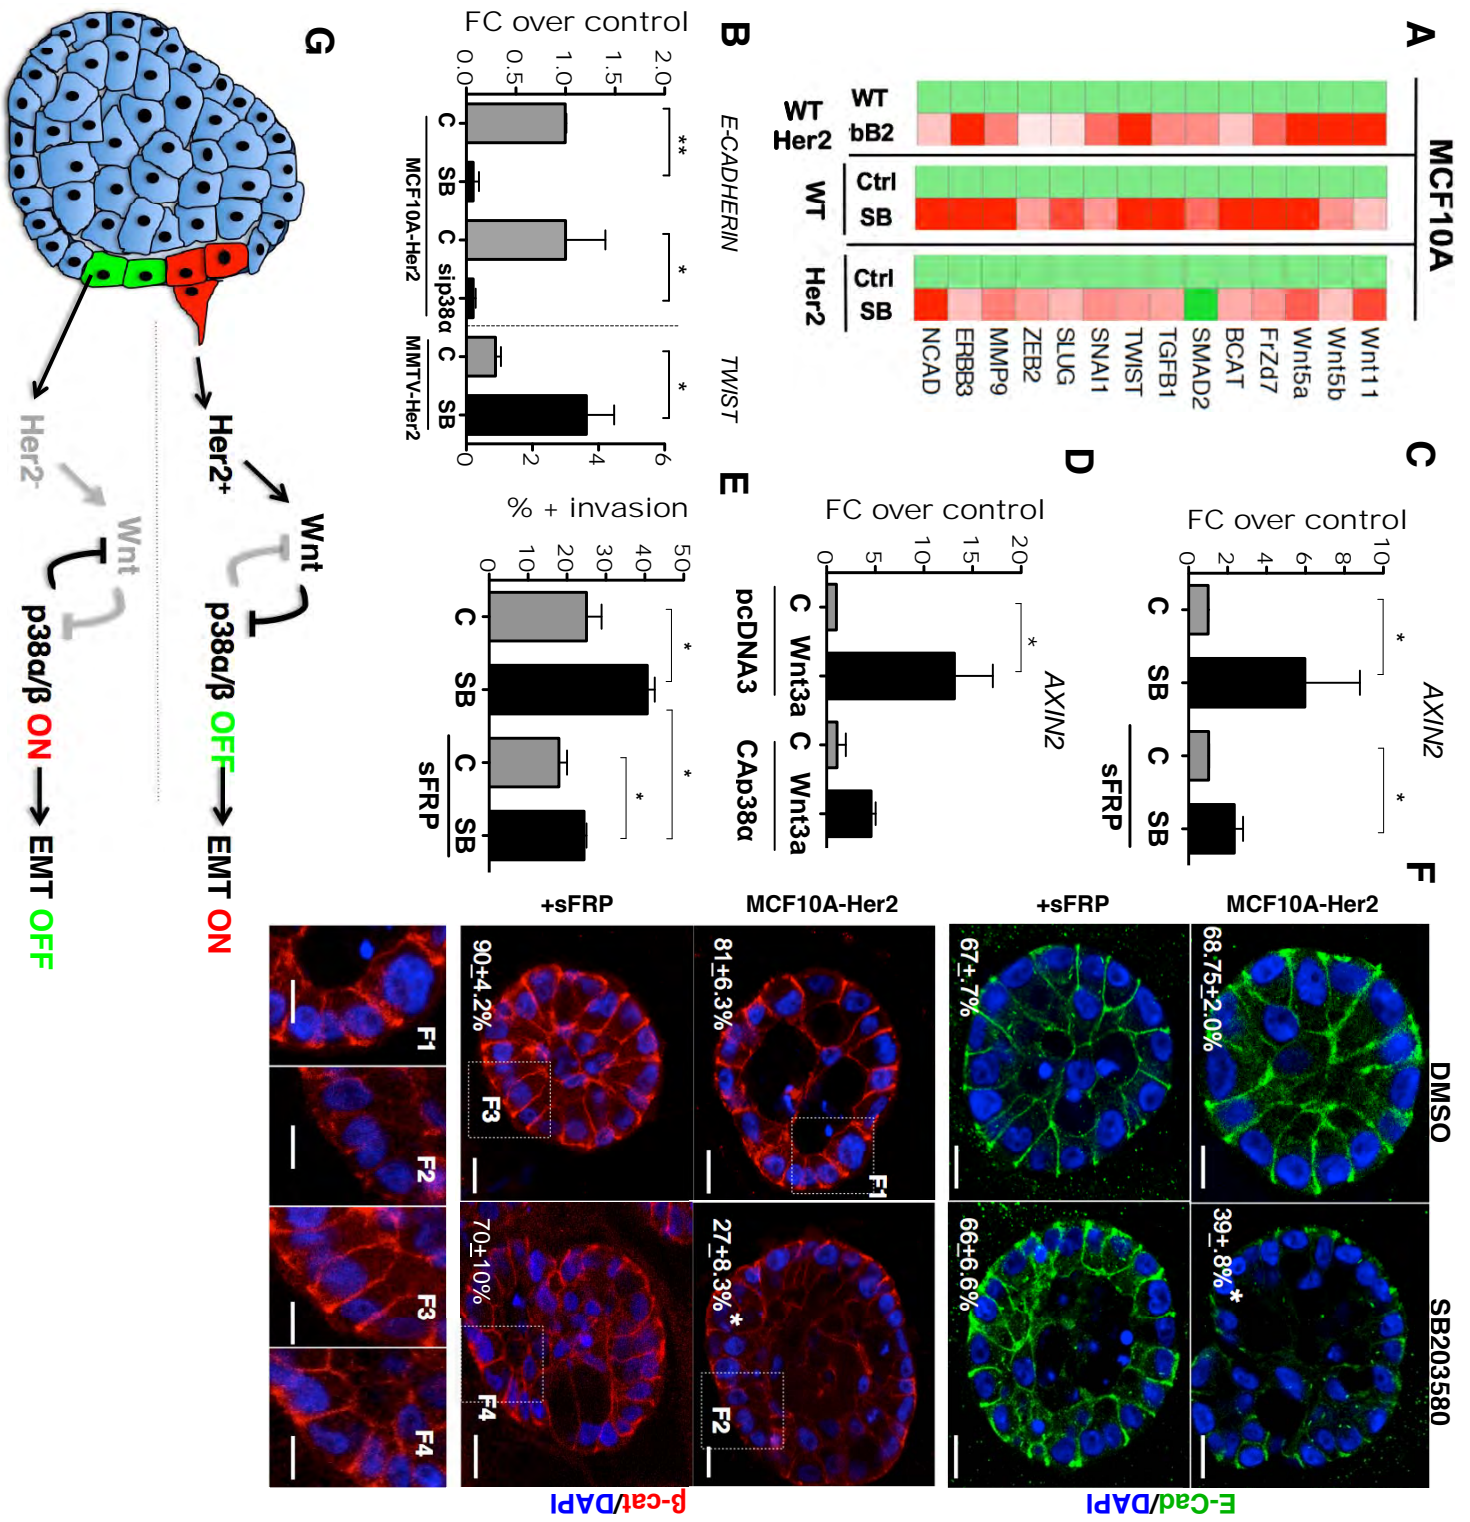 A
MCF10A
WT
Her2
WT
bB2
WT
Ctrl
SB
Her2
Ctrl
SB
NCAD
ERBB3
MMP9
ZEB2
SLUG
SNAI1
TWIST
TGFB1
SMAD2
BCAT
FrZd7
Wnt5a
Wnt5b
Wnt11
B
E-CADHERIN
TWIST
FC over control
0.0
0.5
1.0
1.5
2.0
**
*
*
C
SB
C
sip38α
C
SB
MCF10A-Her2
MMTV-Her2
0
2
4
6
C
AXIN2
FC over control
0
2
4
6
8
10
*
*
C
SB
C
SB
sFRP
D
AXIN2
FC over control
0
5
10
15
20
*
C
Wnt3a
C
Wnt3a
pcDNA3
CAp38α
E
% + invasion
0
10
20
30
40
50
*
*
*
C
SB
C
SB
sFRP
F
DMSO
SB203580
MCF10A-Her2
68.75±2.0%
39±.8%
*
+sFRP
67±.7%
66±6.6%
E-Cad/DAPI
MCF10A-Her2
81±6.3%
F1
27±8.3%
*
F2
+sFRP
90±4.2%
F3
70±10%
F4
β-cat/DAPI
F1
F2
F3
F4
G
Her2+
Wnt
p38α/β OFF
EMT ON
Her2-
Wnt
p38α/β ON
EMT OFF